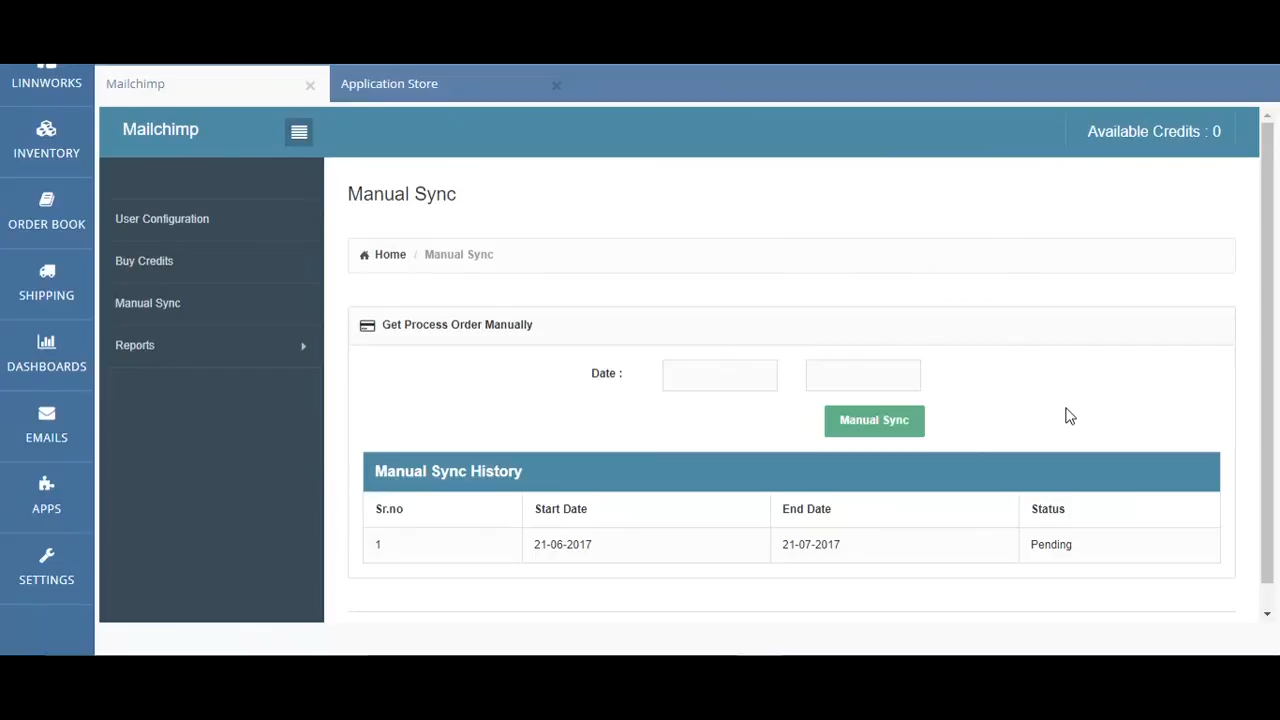 LINNWORKS
INVENTORY
ORDER BOOK
SHIPPING
DASHBOARDS
EMAILS
APPS
SETTINGS
Mailchimp
Application Store
Mailchimp
Available Credits : 0
User Configuration
Buy Credits
Manual Sync
Reports
Manual Sync
Home / Manual Sync
Get Process Order Manually
Date :
Manual Sync
Manual Sync History
Sr.no Start Date End Date Status
1 21-06-2017 21-07-2017 Pending